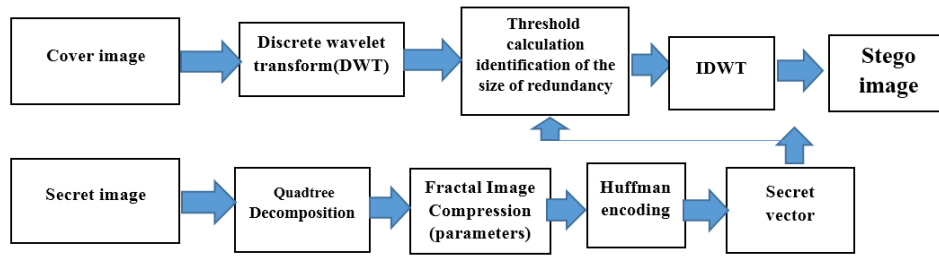 Cover image
Discrete wavelet
transform(DWT)
Threshold
calculation
identification of the
size of redundancy
IDWT
Stego
image
Secret image
Quadtree
Decomposition
Fractal Image
Compression
(parameters)
Huffman
encoding
Secret
vector